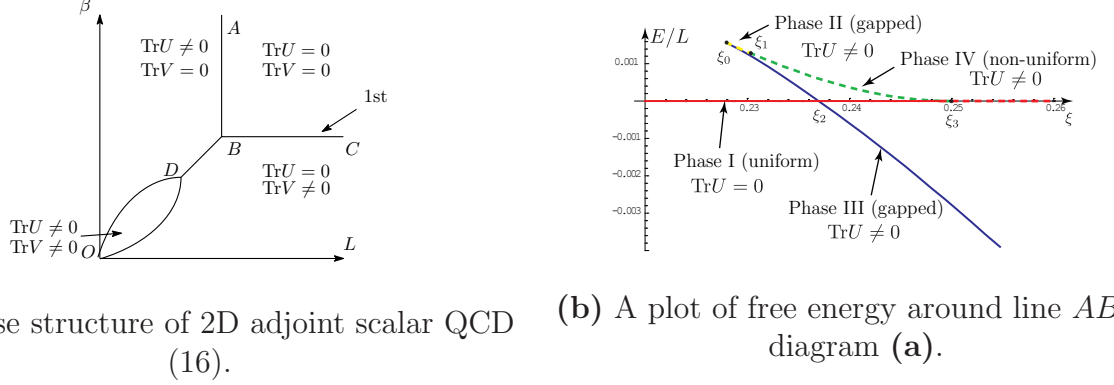 β
A
TrU ≠ 0
TrV = 0
TrU = 0
TrV = 0
1st
B
C
D
TrU = 0
TrV ≠ 0
TrU ≠ 0
TrV ≠ 0
O
L
se structure of 2D adjoint scalar QCD
(16).
E/L
Phase II (gapped)
TrU ≠ 0
ξ₀
ξ₁
Phase IV (non-uniform)
TrU ≠ 0
0.001
0.23
0.24
0.25
0.26
ξ₂
ξ₃
ξ
−0.001
Phase I (uniform)
TrU = 0
−0.002
Phase III (gapped)
TrU ≠ 0
−0.003
(b) A plot of free energy around line AB
diagram (a).